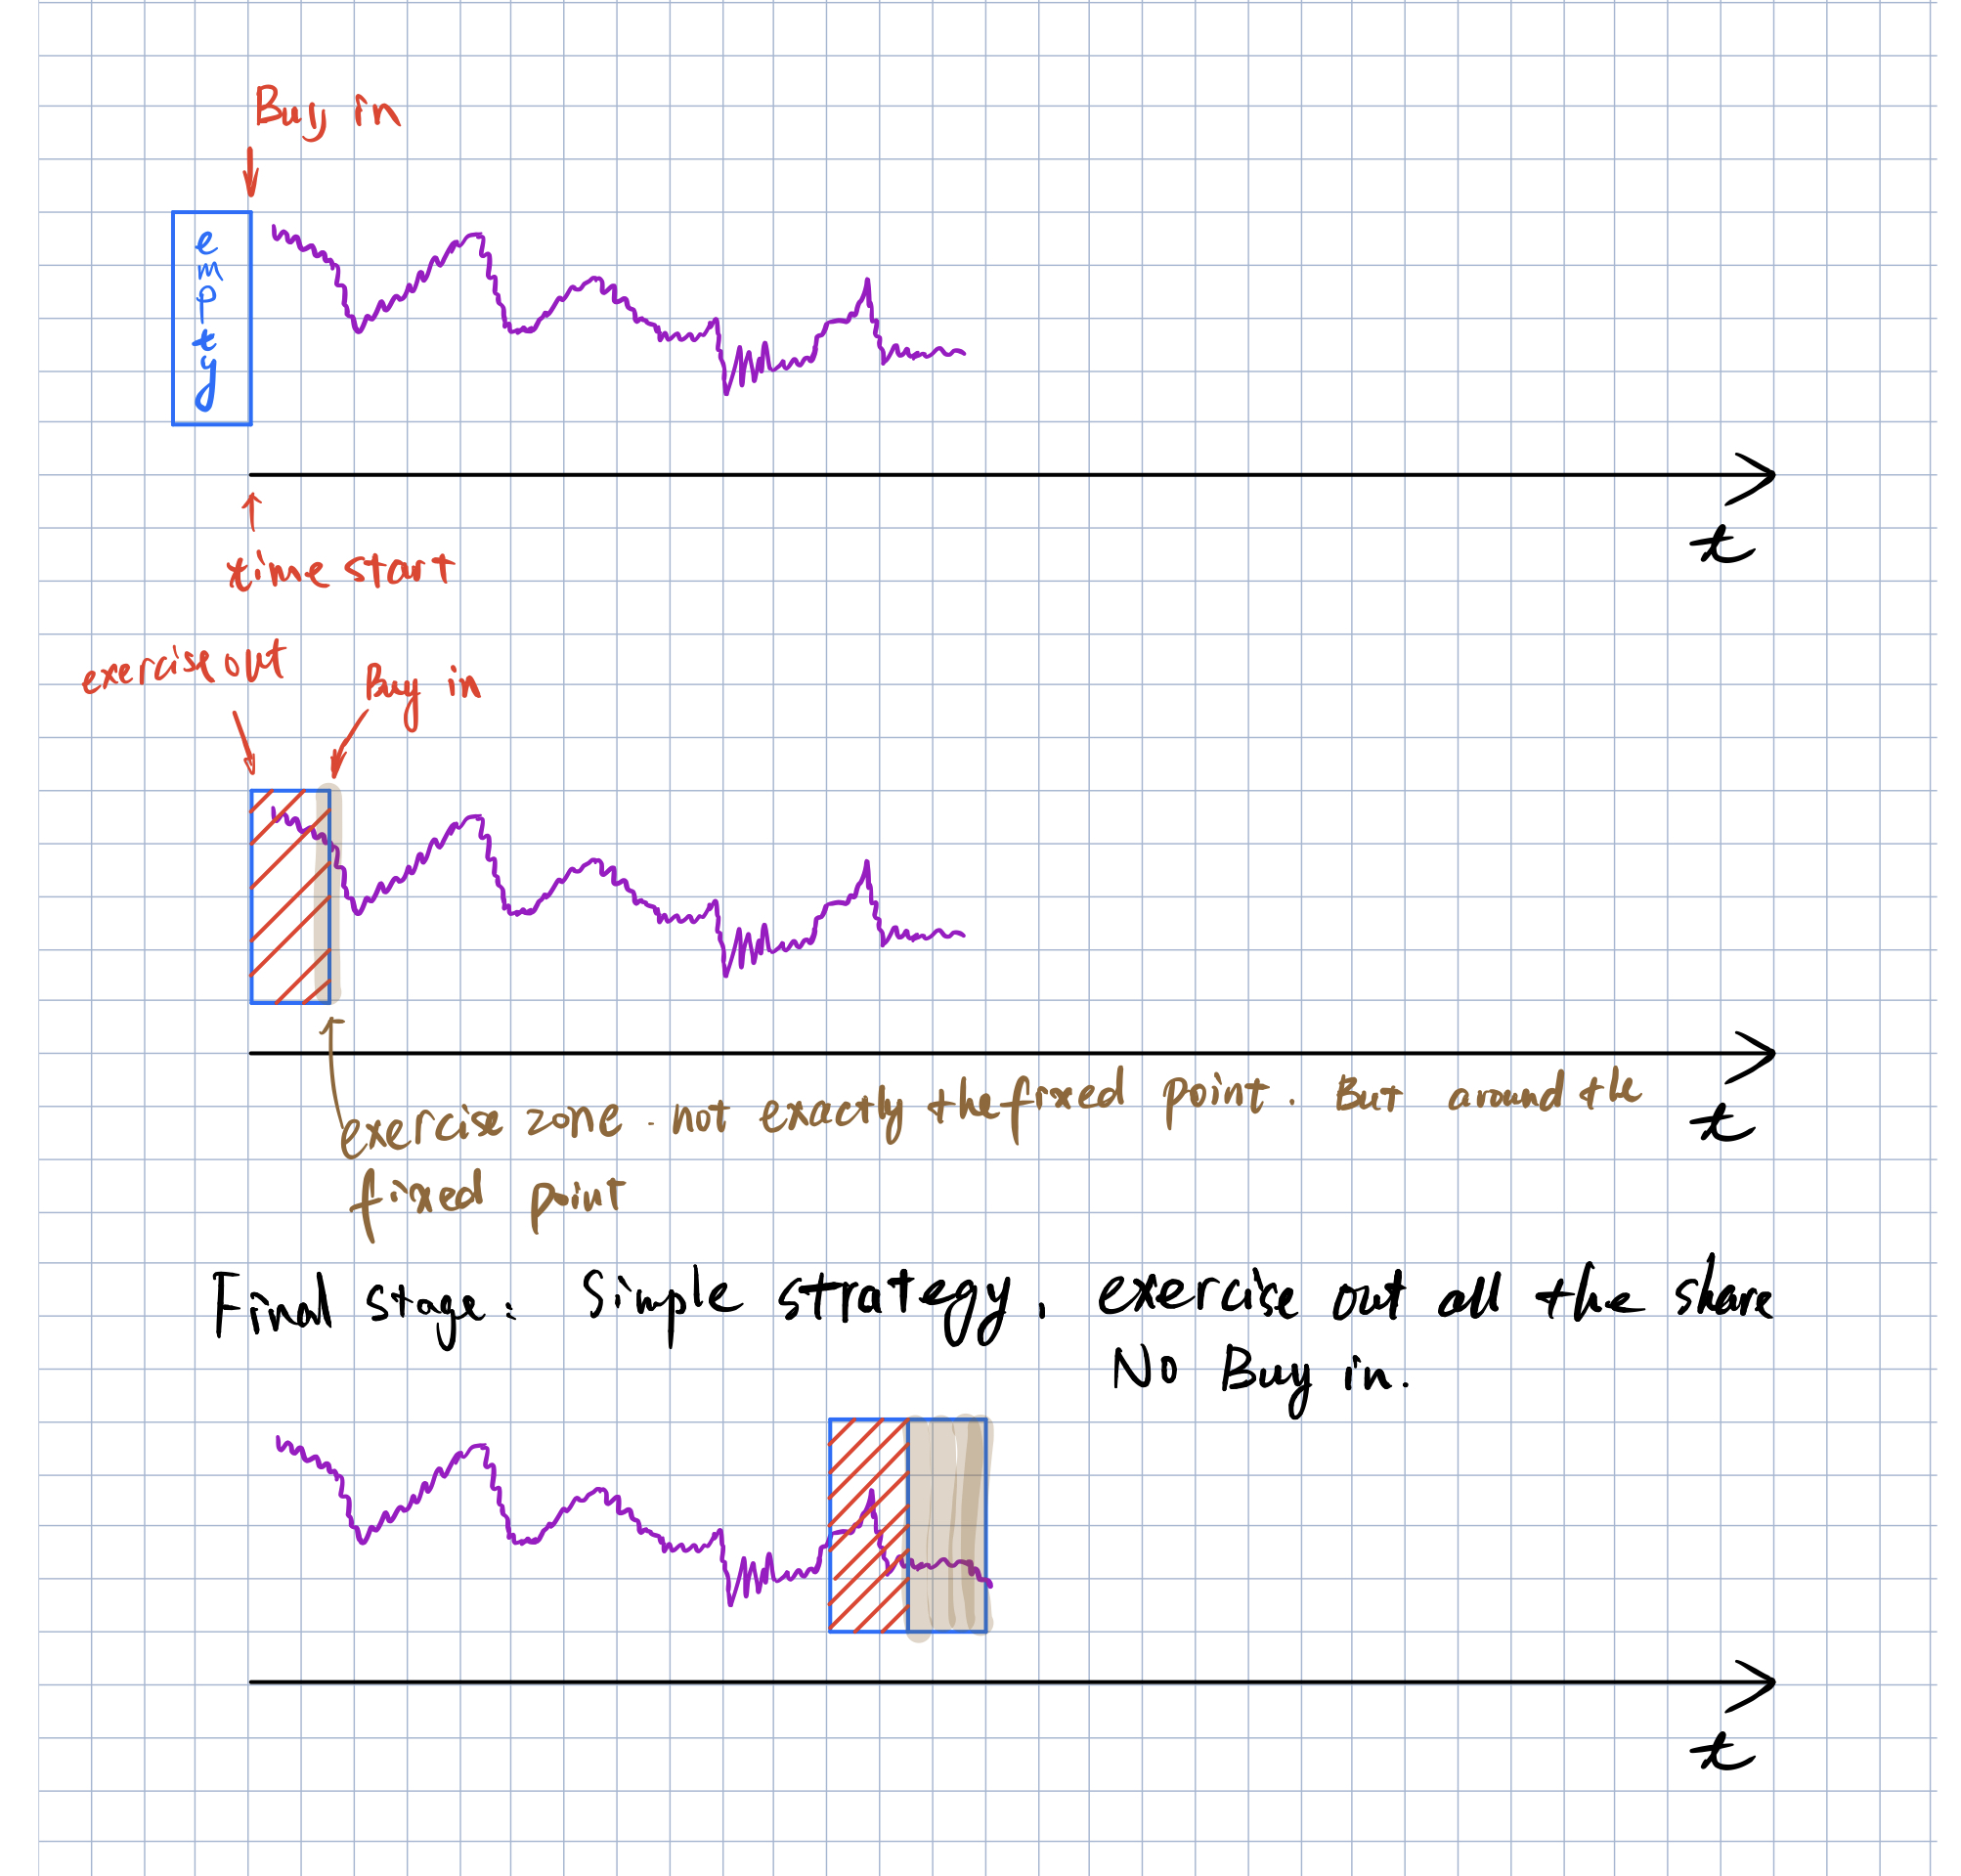 Buy in
empty
t
time start
exercise out
Buy in
exercise zone. not exactly the fixed point. But around the
t
fixed point
Final stage: Simple strategy. exercise out all the share
No Buy in.
t